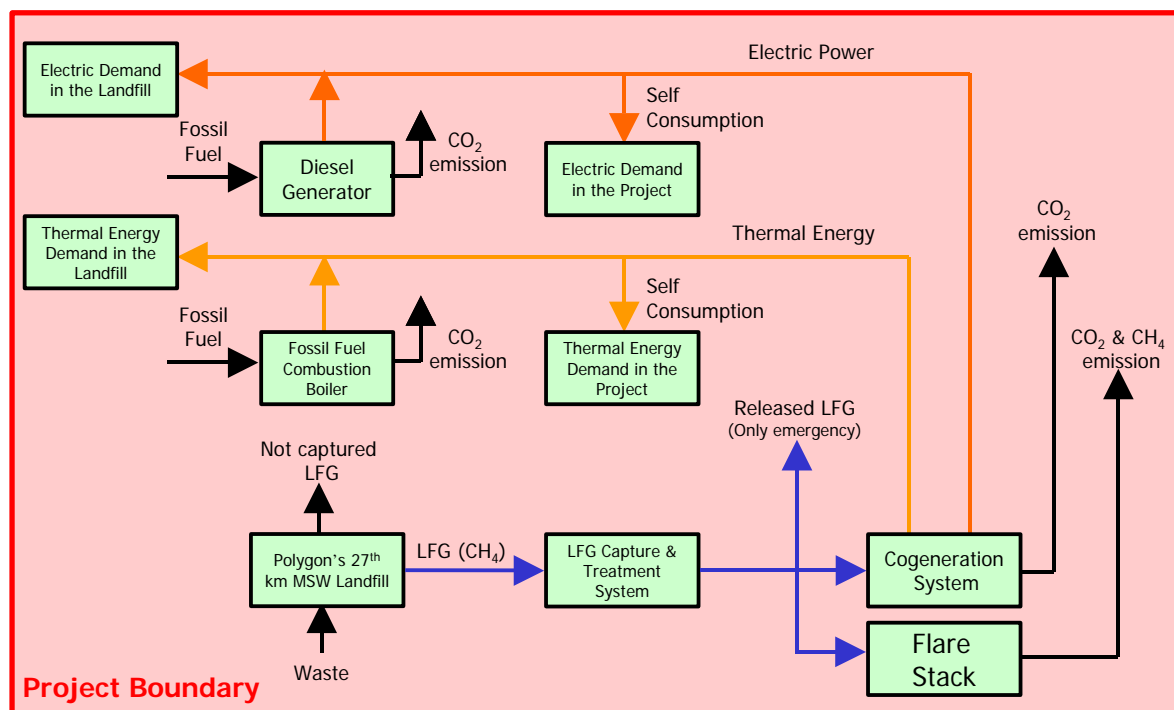 Electric Power
Electric Demand
in the Landfill
Self
Consumption
Fossil
Fuel
CO₂
emission
Diesel
Generator
Electric Demand
in the Project
Thermal Energy
Demand in the
Landfill
Thermal Energy
CO₂
emission
Self
Consumption
Fossil
Fuel
CO₂
emission
Fossil Fuel
Combustion
Boiler
Thermal Energy
Demand in the
Project
CO₂ & CH₄
emission
Released LFG
(Only emergency)
Not captured
LFG
Polygon's 27th
km MSW Landfill
LFG (CH₄)
LFG Capture &
Treatment
System
Cogeneration
System
Flare
Stack
Waste
Project Boundary